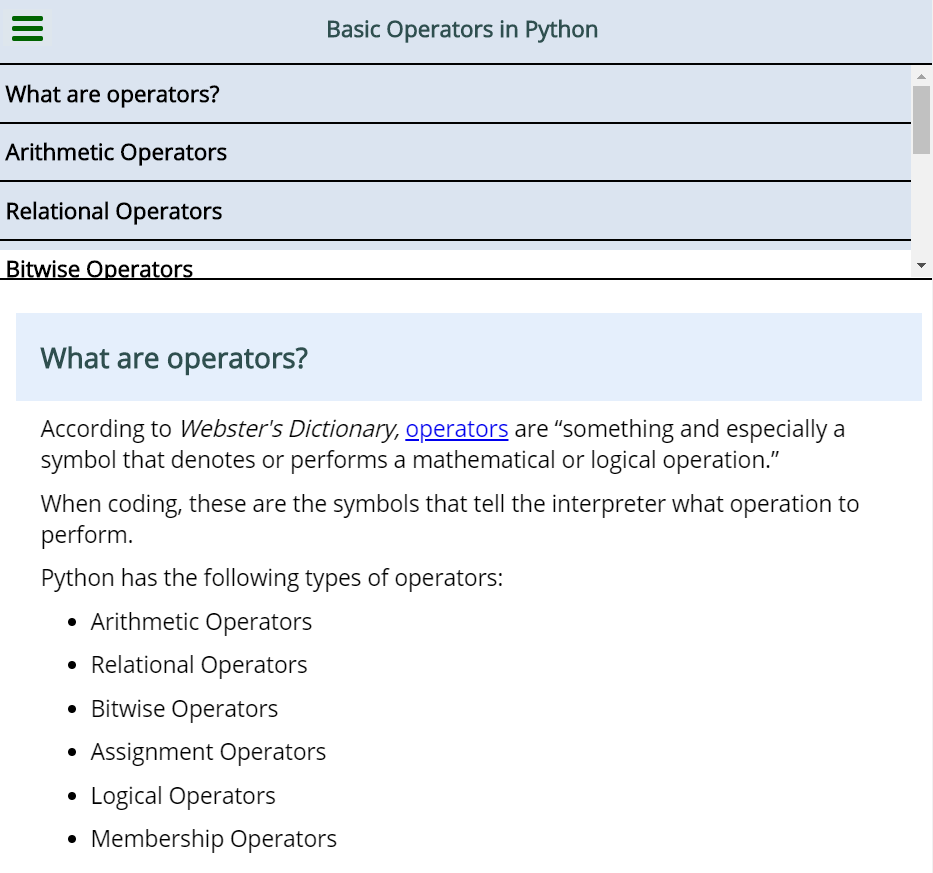 Basic Operators in Python
What are operators?
Arithmetic Operators
Relational Operators
Bitwise Operators
What are operators?
According to Webster's Dictionary, operators are “something and especially a
symbol that denotes or performs a mathematical or logical operation.”
When coding, these are the symbols that tell the interpreter what operation to
perform.
Python has the following types of operators:
• Arithmetic Operators
• Relational Operators
• Bitwise Operators
• Assignment Operators
• Logical Operators
• Membership Operators